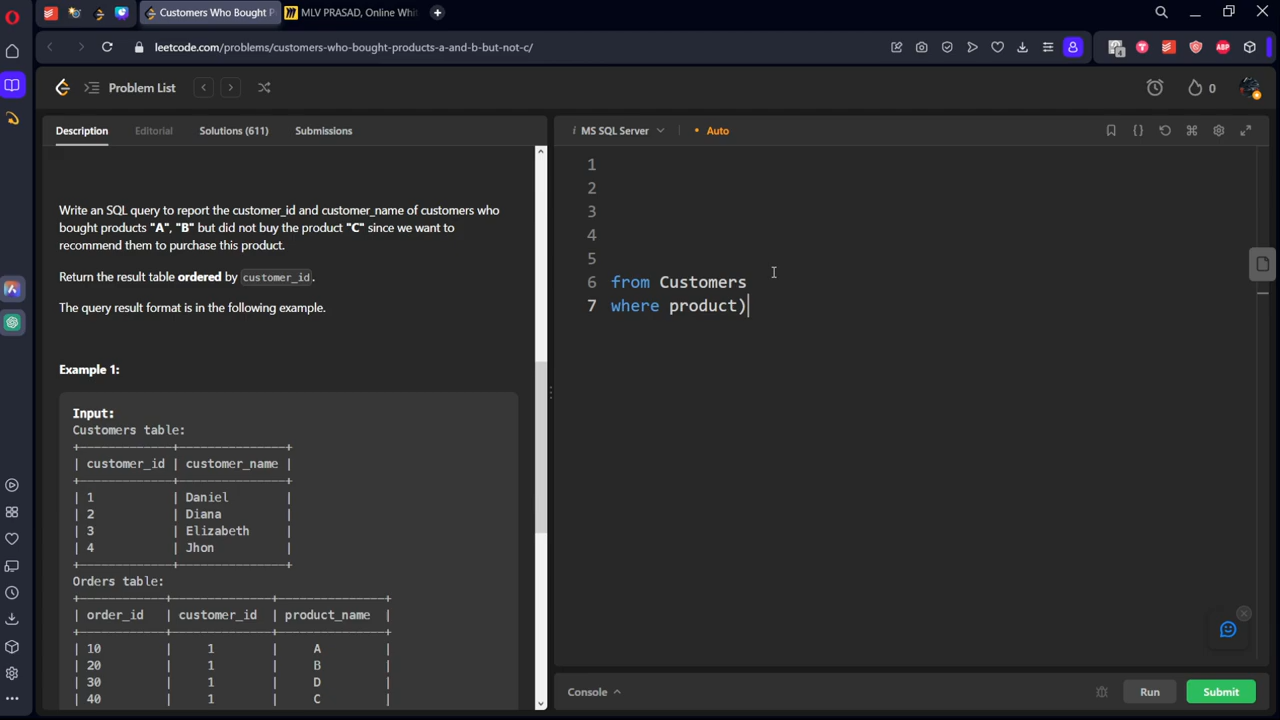 Customers Who Bought P
MLV PRASAD, Online Whit
leetcode.com/problems/customers-who-bought-products-a-and-b-but-not-c/
4
ABP
Problem List
0
Description
Editorial
Solutions (611)
Submissions
i MS SQL Server
• Auto
Write an SQL query to report the customer_id and customer_name of customers who
bought products "A", "B" but did not buy the product "C" since we want to
recommend them to purchase this product.
Return the result table ordered by customer_id.
The query result format is in the following example.
Example 1:
Input:
Customers table:
+-------------+---------------+
| customer_id | customer_name |
+-------------+---------------+
| 1 | Daniel |
| 2 | Diana |
| 3 | Elizabeth |
| 4 | Jhon |
+-------------+---------------+
Orders table:
+------------+--------------+---------------+
| order_id | customer_id | product_name |
+------------+--------------+---------------+
| 10 | 1 | A |
| 20 | 1 | B |
| 30 | 1 | D |
| 40 | 1 | C |
1
2
3
4
5
6 from Customers
7 where product)
Console
Run
Submit